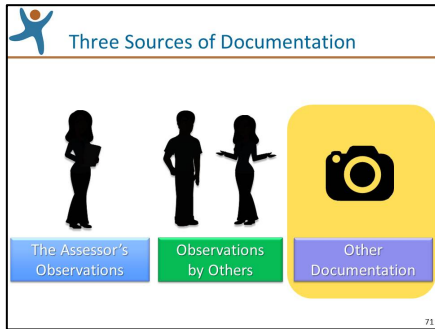 Three Sources of Documentation
The Assessor's
Observations
Observations
by Others
Other
Documentation
71